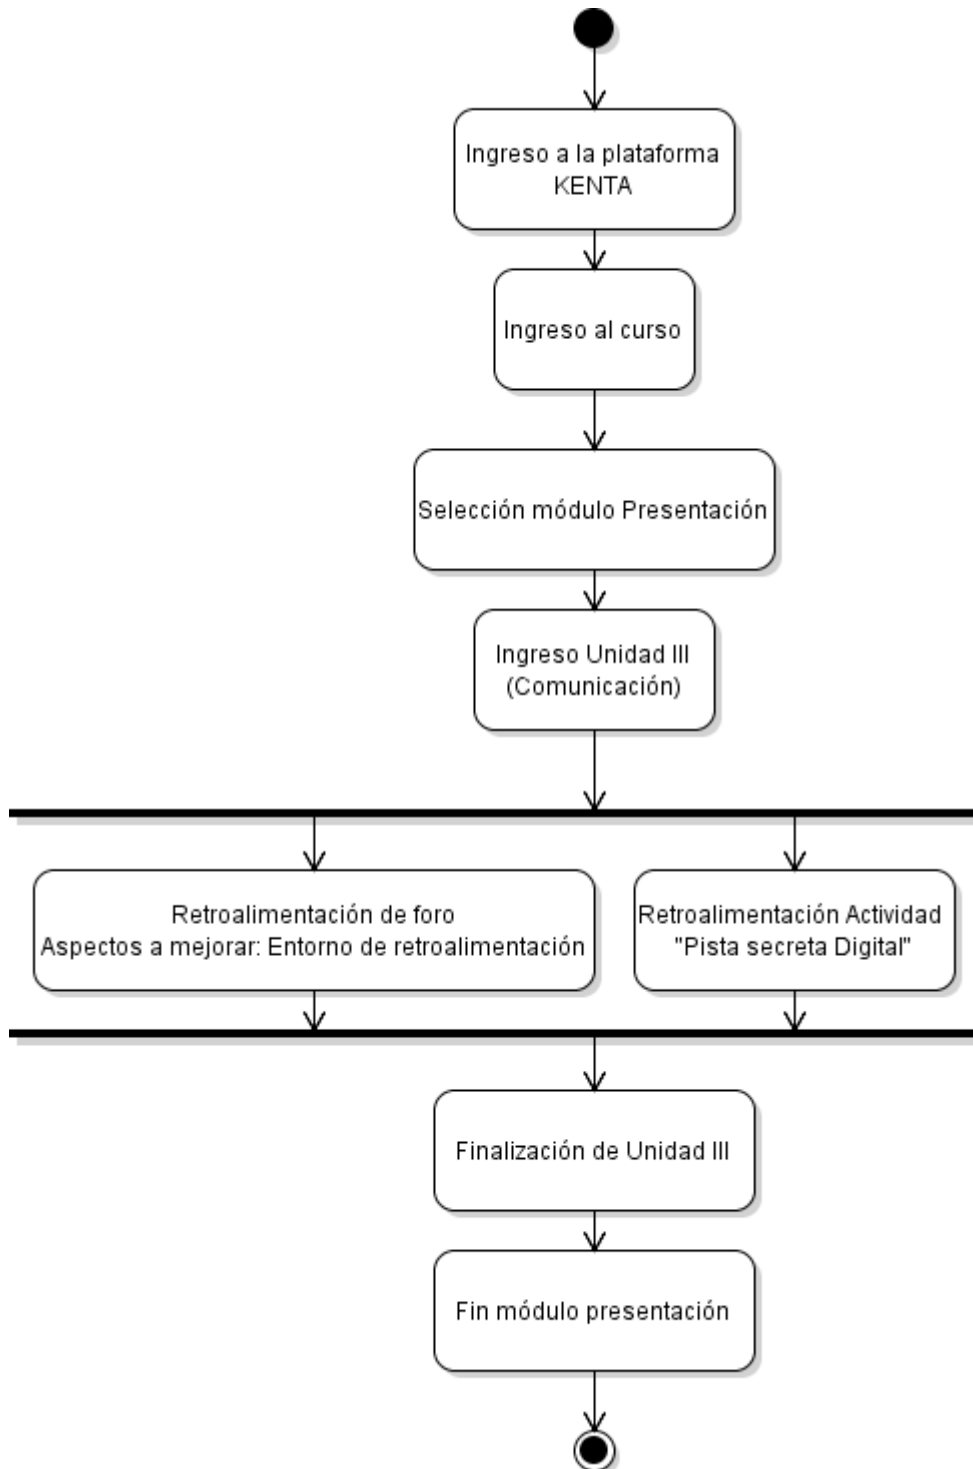 Ingreso a la plataforma
KENTA
Ingreso al curso
Selección módulo Presentación
Ingreso Unidad III
(Comunicación)
Retroalimentación de foro
Aspectos a mejorar: Entorno de retroalimentación
Retroalimentación Actividad
"Pista secreta Digital"
Finalización de Unidad III
Fin módulo presentación